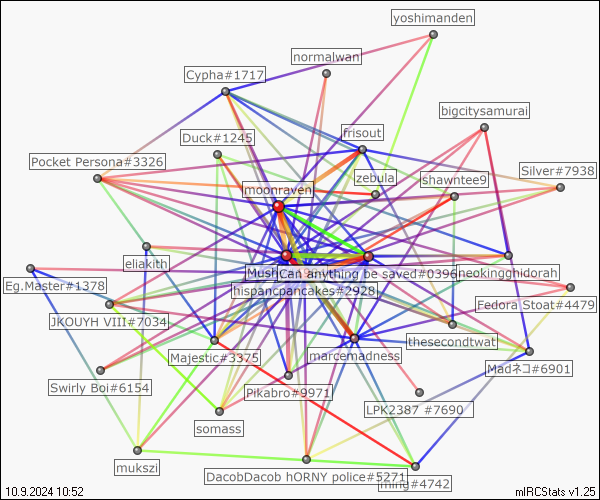 yoshimanden
normalwan
Cypha#1717
bigcitysamurai
frisout
Duck#1245
Pocket Persona#3326
Silver#7938
zebula
shawntee9
moonraven
eliakith
Mush
Can anything be saved#0396
neokingghidorah
Eg.Master#1378
hispancpancakes#2928
Fedora Stoat#4479
JKOUYH VIII#7034
thesecondtwat
Majestic#3375
marcemadness
Madネコ#6901
Swirly Boi#6154
Pikabro#9971
LPK2387 #7690
somass
mukszi
DacobDacob hORNY police#5271
ming#4742
10.9.2024 10:52
mIRCStats v1.25